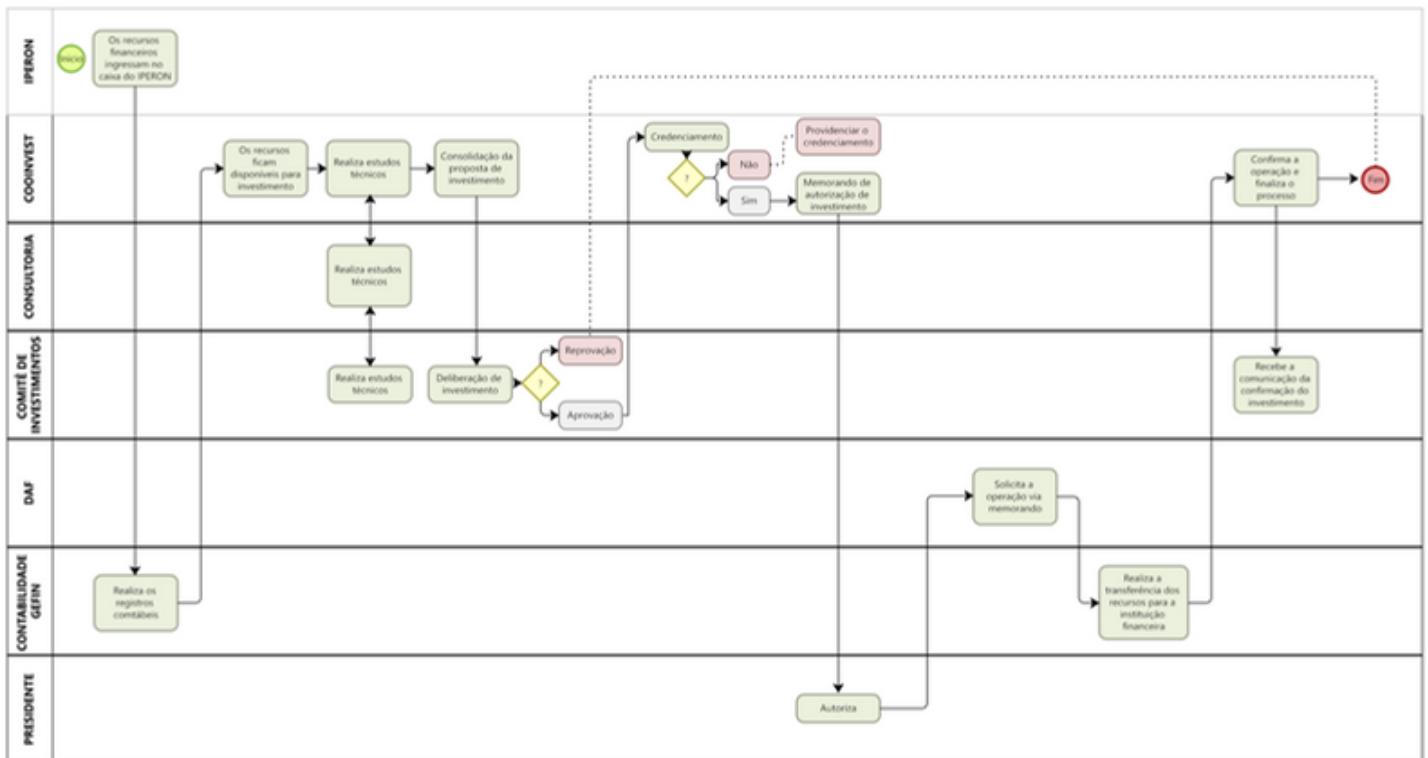 IPERON
Início
Os recursos
financeiros
ingressam no
caixa do IPERON
COOINVEST
Os recursos
ficam
disponíveis para
investimento
Realiza estudos
técnicos
Consolidação da
proposta de
investimento
Credenciamento
?
Não
Sim
Providenciar o
credenciamento
Memorando de
autorização de
investimento
Confirma a
operação e
finaliza o
processo
Fim
CONSULTORIA
Realiza estudos
técnicos
COMITÊ DE
INVESTIMENTOS
Realiza estudos
técnicos
Deliberação de
investimento
?
Reprovação
Aprovação
Recebe a
comunicação da
confirmação do
investimento
DAF
Solicita a
operação via
memorando
CONTABILIDADE
GEFIN
Realiza os
registros
comtábeis
Realiza a
transferência dos
recursos para a
instituição
financeira
PRESIDENTE
Autoriza